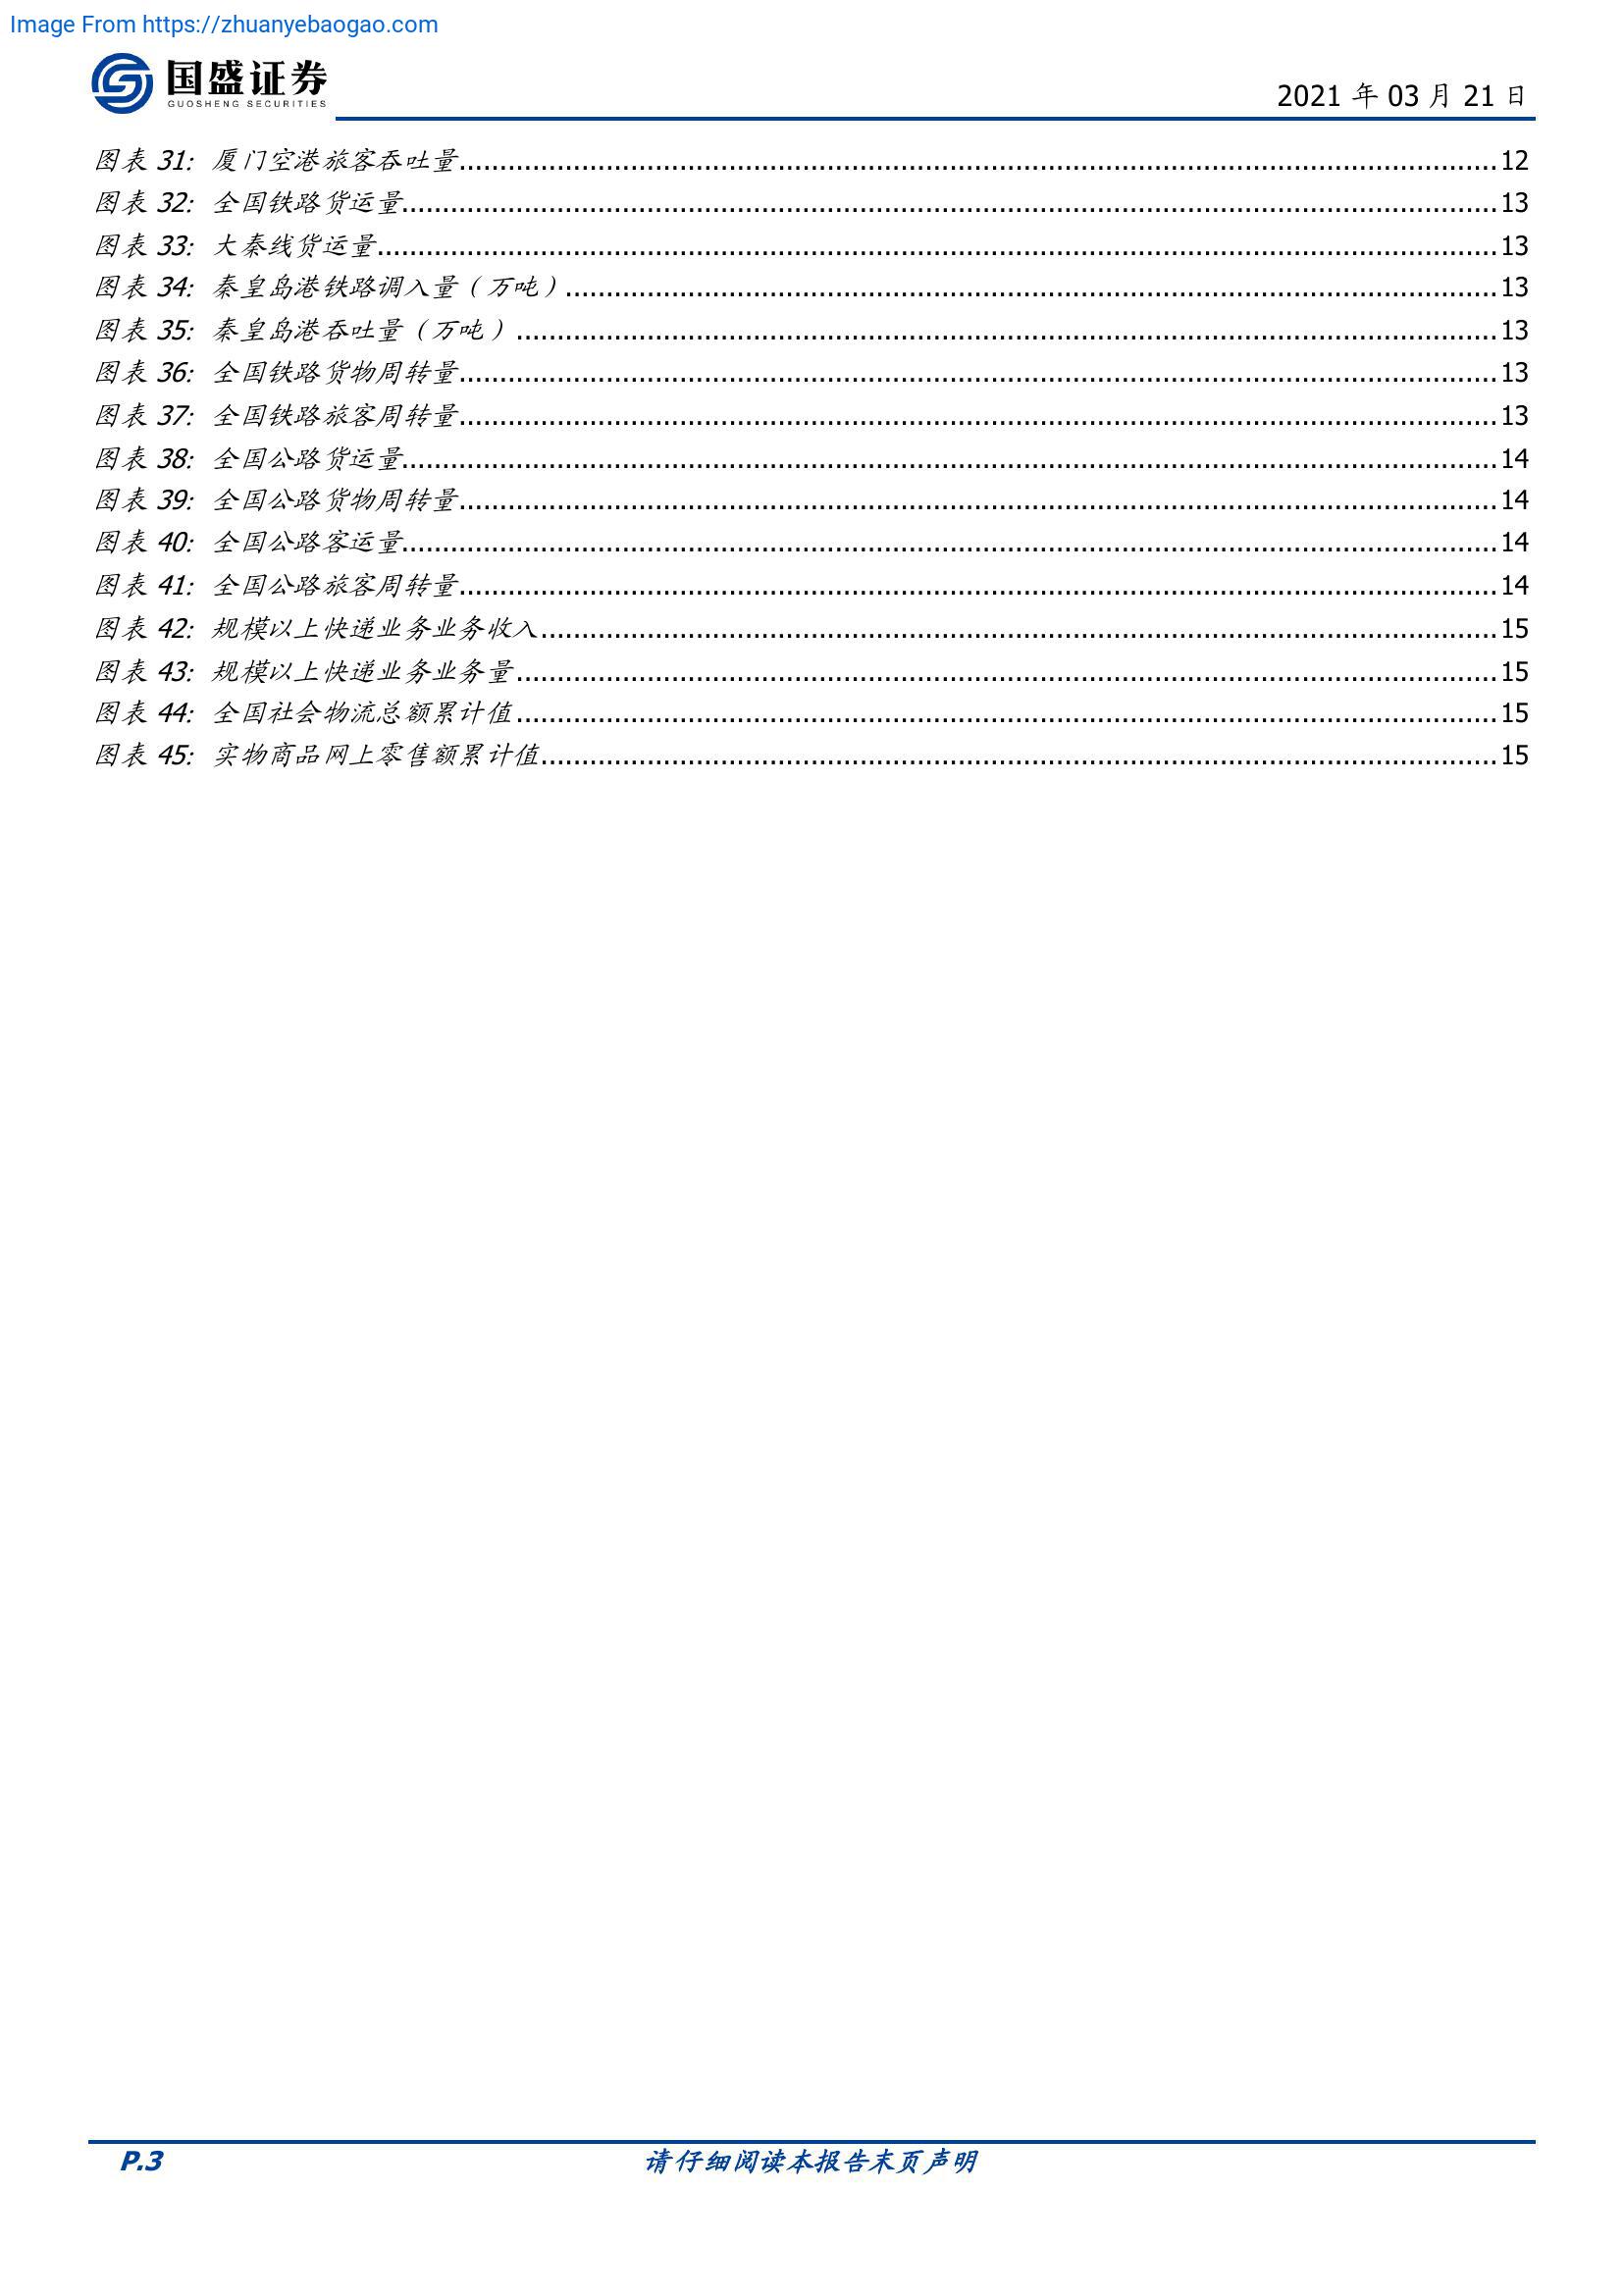 Image From https://zhuanyebaogao.com
国盛证券
GUOSHENG SECURITIES
2021 年 03 月 21 日
图表 31: 厦门空港旅客吞吐量........................................12
图表 32: 全国铁路货运量........................................13
图表 33: 大秦线货运量........................................13
图表 34: 秦皇岛港铁路调入量（万吨）........................................13
图表 35: 秦皇岛港吞吐量（万吨）........................................13
图表 36: 全国铁路货物周转量........................................13
图表 37: 全国铁路旅客周转量........................................13
图表 38: 全国公路货运量........................................14
图表 39: 全国公路货物周转量........................................14
图表 40: 全国公路客运量........................................14
图表 41: 全国公路旅客周转量........................................14
图表 42: 规模以上快递业务业务收入........................................15
图表 43: 规模以上快递业务业务量........................................15
图表 44: 全国社会物流总额累计值........................................15
图表 45: 实物商品网上零售额累计值........................................15
P.3
请仔细阅读本报告末页声明